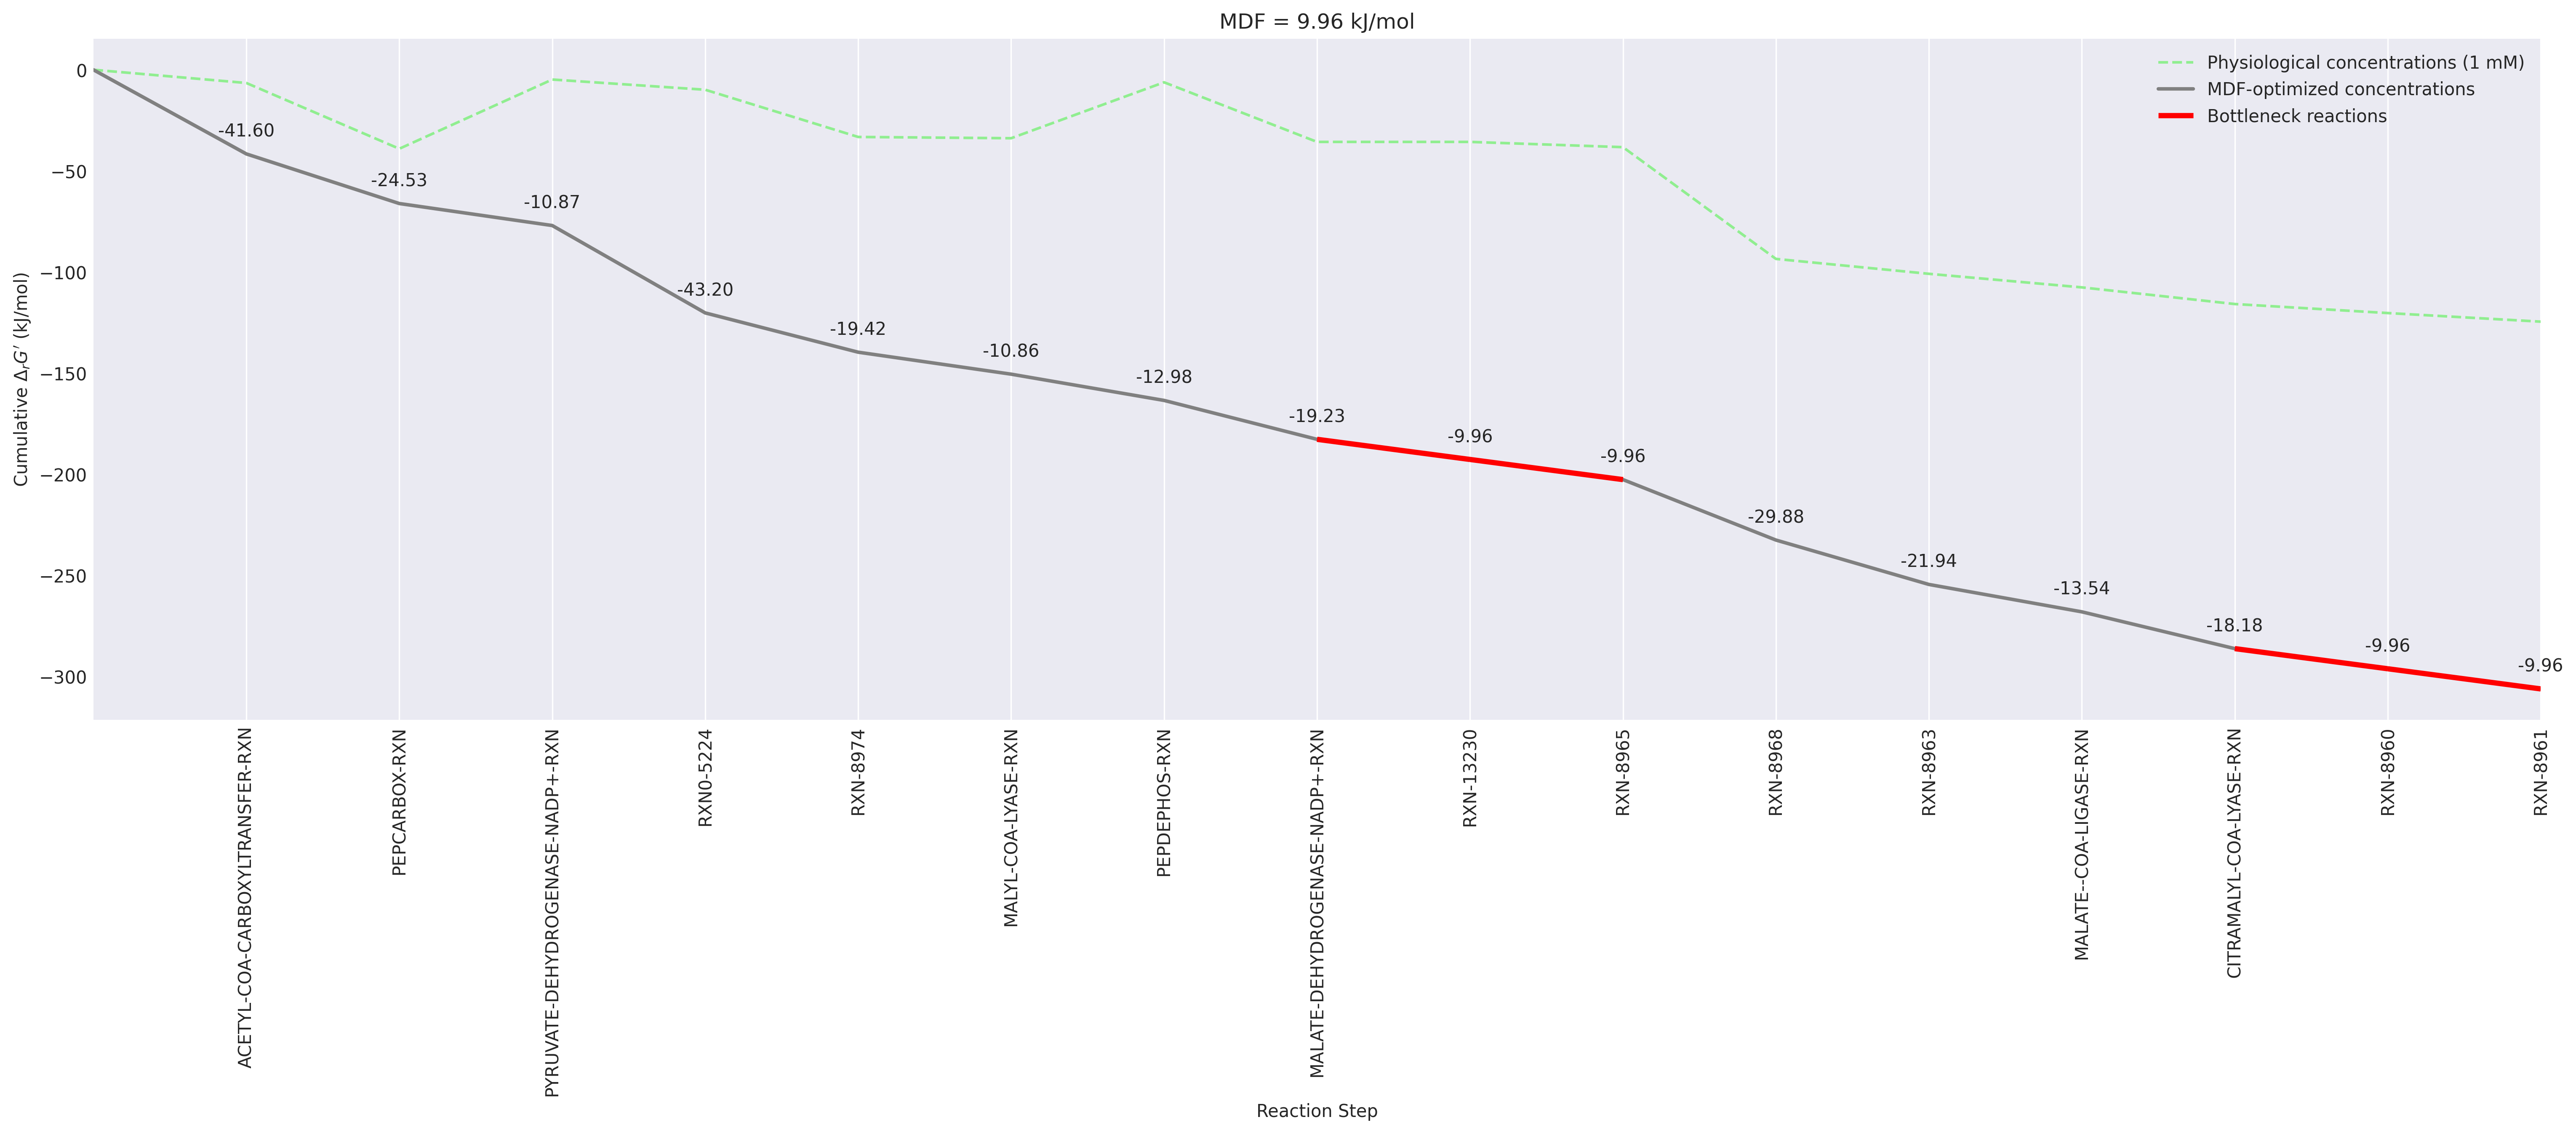 MDF = 9.96 kJ/mol
Physiological concentrations (1 mM)
MDF-optimized concentrations
Bottleneck reactions
Cumulative ΔrG′ (kJ/mol)
0
−50
−100
−150
−200
−250
−300
-41.60
-24.53
-10.87
-43.20
-19.42
-10.86
-12.98
-19.23
-9.96
-9.96
-29.88
-21.94
-13.54
-18.18
-9.96
-9.96
ACETYL-COA-CARBOXYLTRANSFER-RXN
PEPCARBOX-RXN
PYRUVATE-DEHYDROGENASE-NADP+-RXN
RXN0-5224
RXN-8974
MALYL-COA-LYASE-RXN
PEPDEPHOS-RXN
MALATE-DEHYDROGENASE-NADP+-RXN
RXN-13230
RXN-8965
RXN-8968
RXN-8963
MALATE--COA-LIGASE-RXN
CITRAMALYL-COA-LYASE-RXN
RXN-8960
RXN-8961
Reaction Step